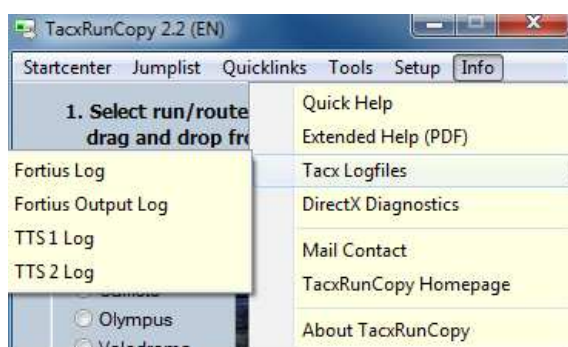 TacxRunCopy 2.2 (EN)
Startcenter Jumplist Quicklinks Tools Setup Info
1. Select run/route
drag and drop
Quick Help
Extended Help (PDF)
Tacx Logfiles
DirectX Diagnostics
Mail Contact
TacxRunCopy Homepage
About TacxRunCopy
Fortius Log
Fortius Output Log
TTS 1 Log
TTS 2 Log
Olympus